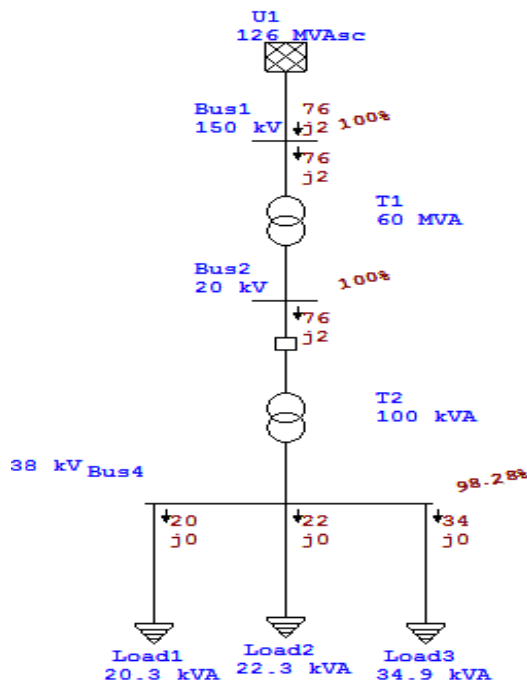 U1
126 MVAsc
76
j2
100%
Bus1
150 kV
76
j2
T1
60 MVA
Bus2
20 kV
100%
76
j2
T2
100 kVA
38 kV
Bus4
98.28%
20
j0
22
j0
34
j0
Load1
20.3 kVA
Load2
22.3 kVA
Load3
34.9 kVA